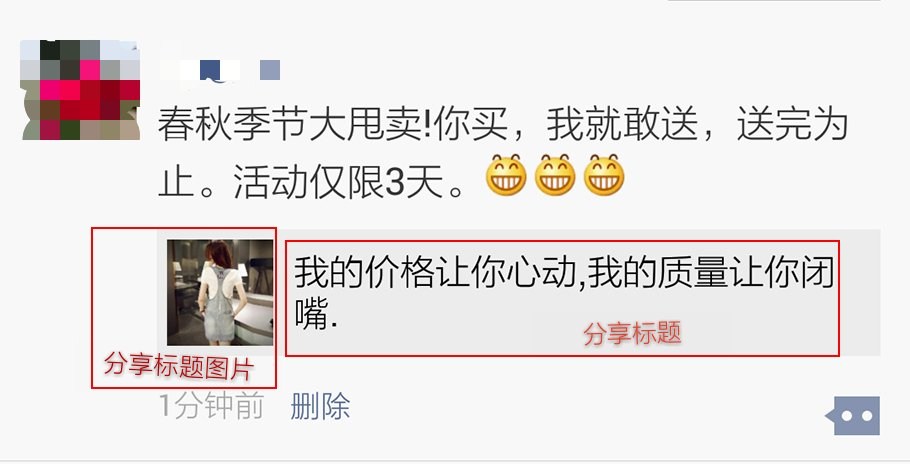 春秋季节大甩卖!你买，我就敢送，送完为
止。活动仅限3天。
我的价格让你心动,我的质量让你闭
嘴.
分享标题
分享标题图片
1分钟前 删除